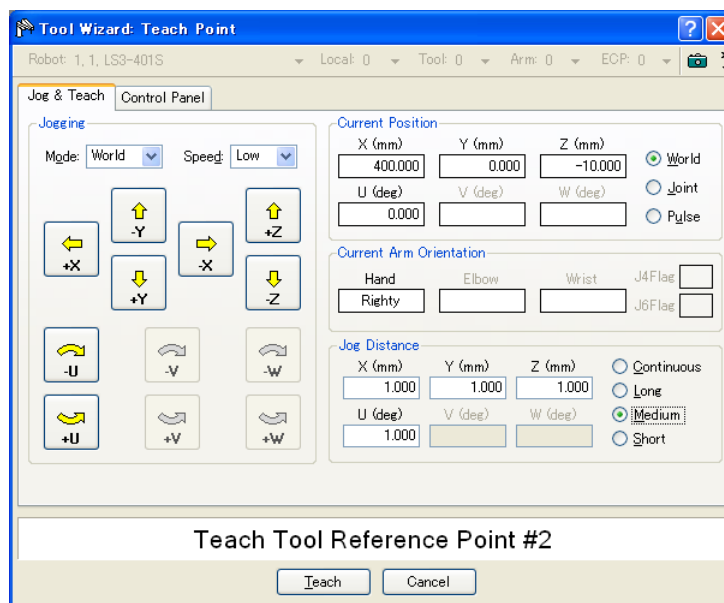 Tool Wizard: Teach Point
Robot: 1, 1, LS3-401S Local: 0 Tool: 0 Arm: 0 ECP: 0
Jog & Teach Control Panel
Jogging
Mode: World Speed: Low
-Y +Z
+X -X
+Y -Z
-U -V -W
+U +V +W
Current Position
X (mm) Y (mm) Z (mm)
400.000 0.000 -10.000
U (deg) V (deg) W (deg)
0.000
World
Joint
Pulse
Current Arm Orientation
Hand Elbow Wrist J4Flag
Righty J6Flag
Jog Distance
X (mm) Y (mm) Z (mm)
1.000 1.000 1.000
U (deg) V (deg) W (deg)
1.000
Continuous
Long
Medium
Short
Teach Tool Reference Point #2
Teach Cancel